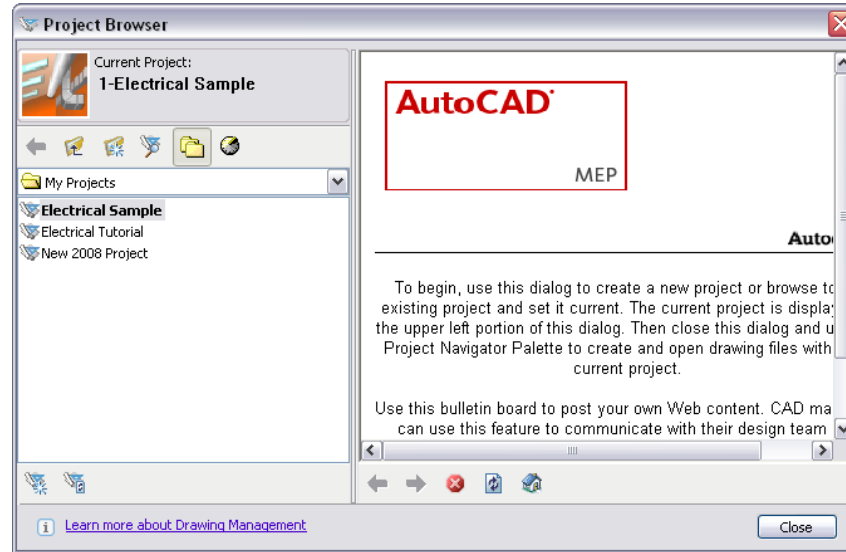 Project Browser
Current Project:
1-Electrical Sample
My Projects
Electrical Sample
Electrical Tutorial
New 2008 Project
AutoCAD
MEP
Auto
To begin, use this dialog to create a new project or browse to
existing project and set it current. The current project is display
the upper left portion of this dialog. Then close this dialog and u
Project Navigator Palette to create and open drawing files with
current project.
Use this bulletin board to post your own Web content. CAD ma
can use this feature to communicate with their design team
Learn more about Drawing Management
Close